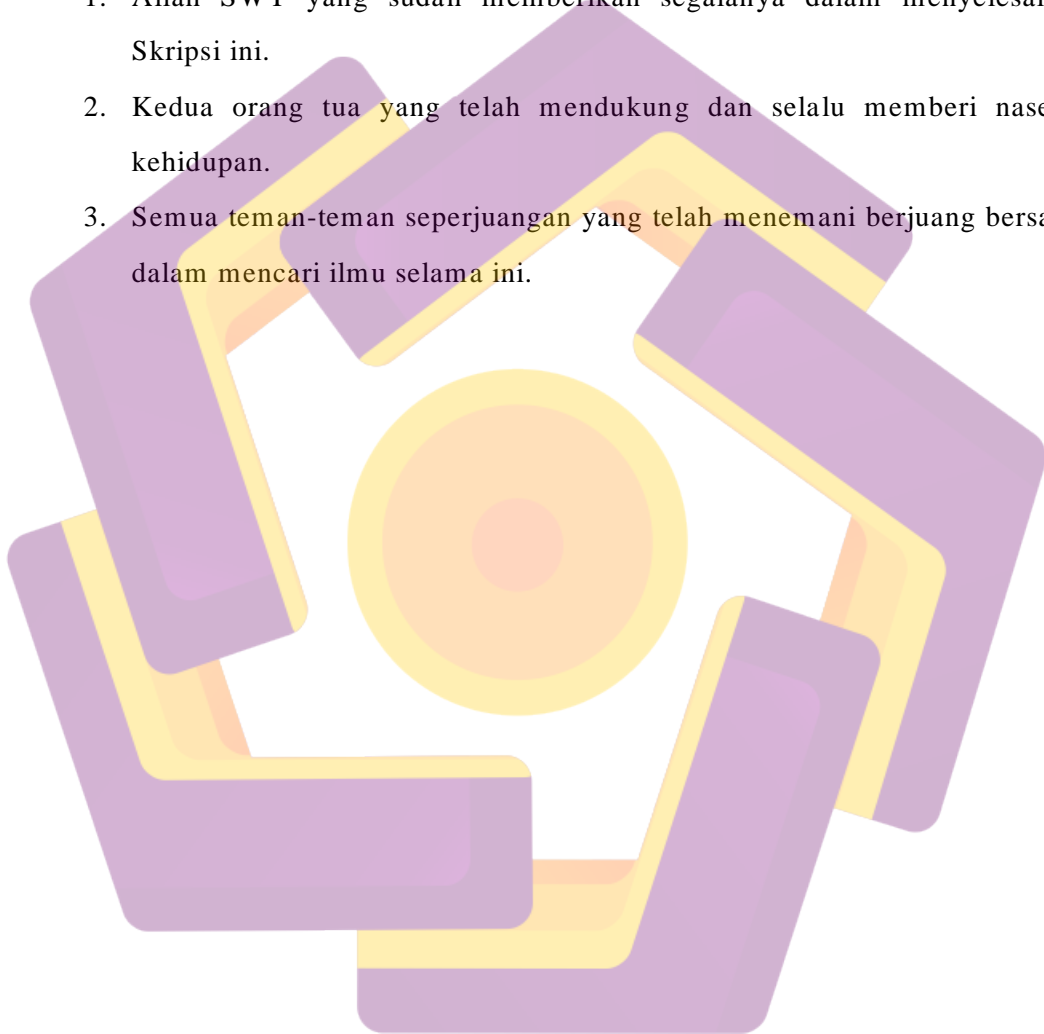 1. Allah SWT yang sudah memberikan segalanya dalam menyelesai
Skripsi ini.
2. Kedua orang tua yang telah mendukung dan selalu memberi nase
kehidupan.
3. Semua teman-teman seperjuangan yang telah menemani berjuang bersa
dalam mencari ilmu selama ini.